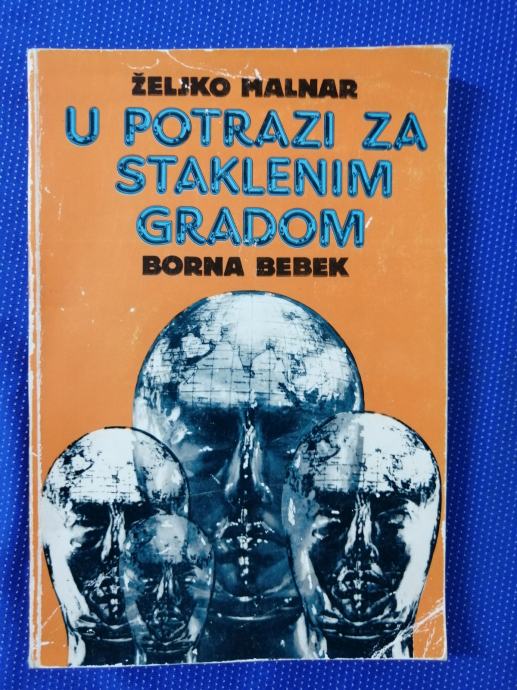 ŽELJKO MALNAR
U POTRAZI ZA
STAKLENIM
GRADOM
BORNA BEBEK